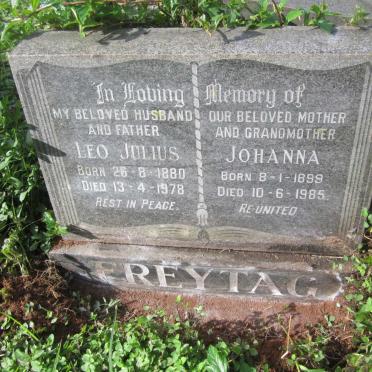 In Loving Memory of
MY BELOVED HUSBAND
AND FATHER
LEO JULIUS
BORN 26-8-1880
DIED 13-4-1978
REST IN PEACE.
OUR BELOVED MOTHER
AND GRANDMOTHER
JOHANNA
BORN 8-1-1899
DIED 10-6-1985.
RE-UNITED
FREYTAG